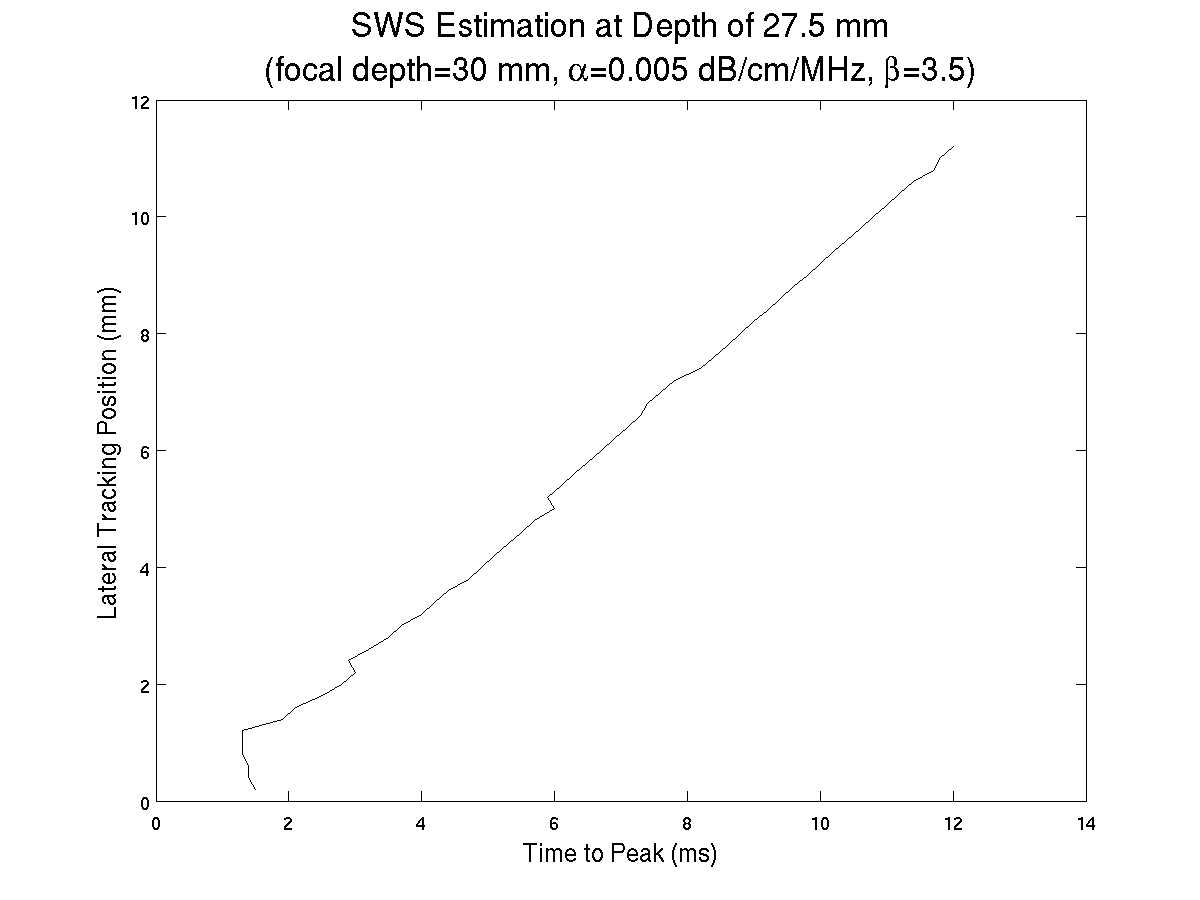 SWS Estimation at Depth of 27.5 mm
(focal depth=30 mm, α=0.005 dB/cm/MHz, β=3.5)
Lateral Tracking Position (mm)
12
10
8
6
4
2
0
0 2 4 6 8 10 12 14
Time to Peak (ms)